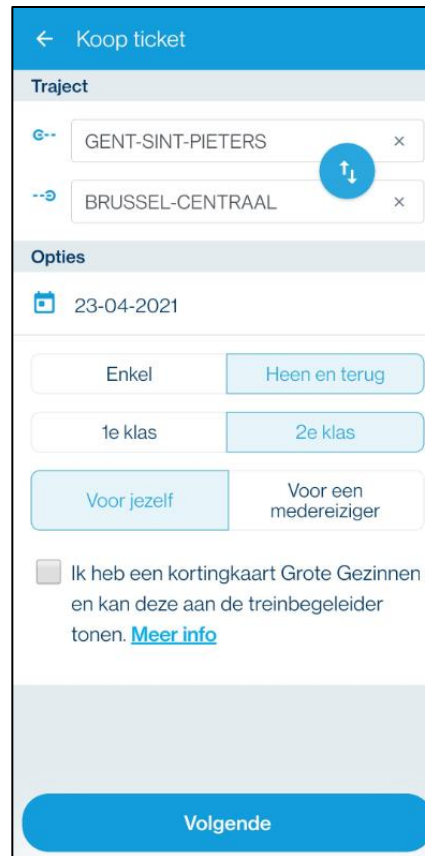 Koop ticket
Traject
GENT-SINT-PIETERS
BRUSSEL-CENTRAAL
Opties
23-04-2021
Enkel
Heen en terug
1e klas
2e klas
Voor jezelf
Voor een
medereiziger
Ik heb een kortingkaart Grote Gezinnen
en kan deze aan de treinbegeleider
tonen. Meer info
Volgende